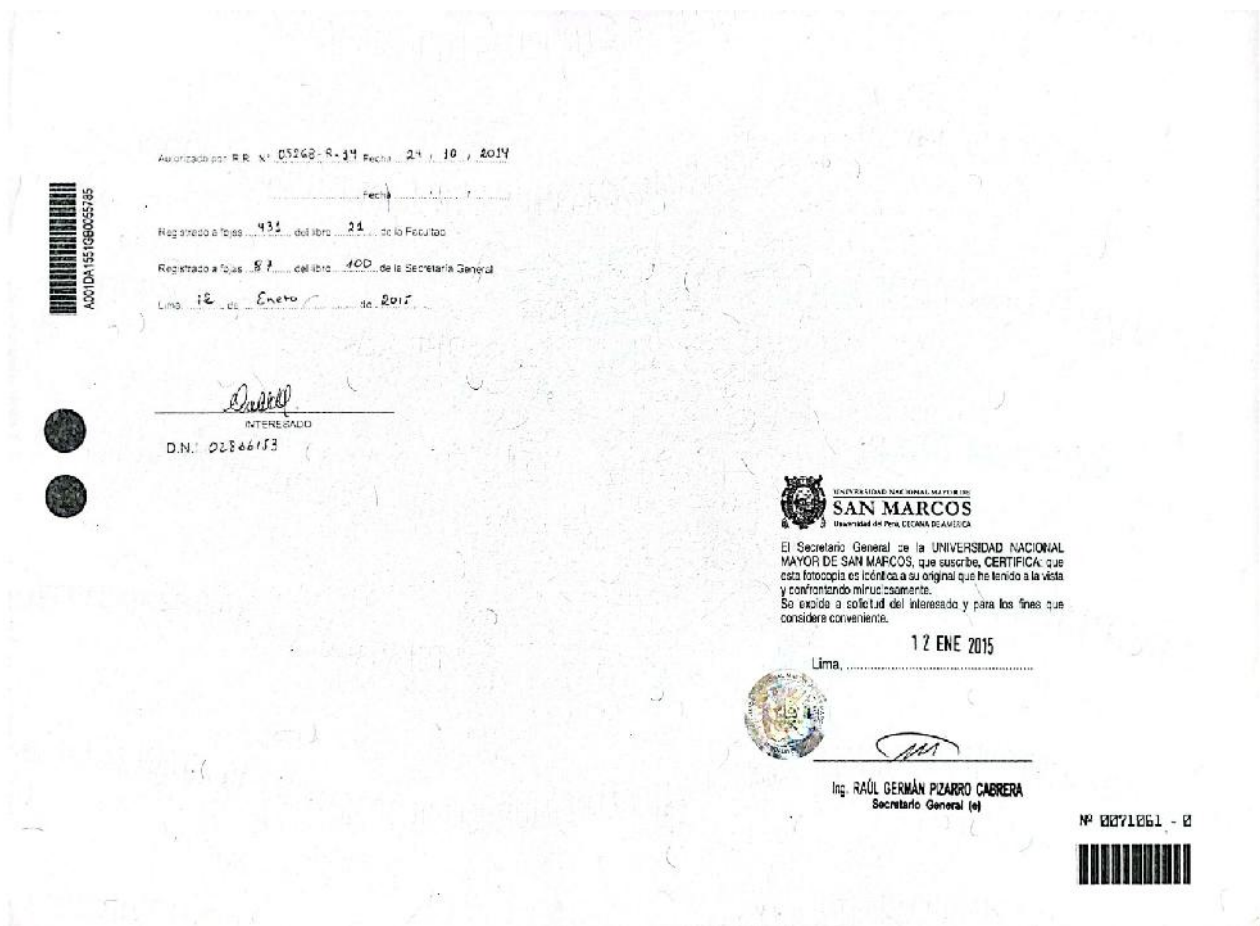 Autorizado por R.R. Nº 05268-R-14 Fecha 24 / 10 / 2014
Fecha / /
Registrado a fojas 431 del libro 21 de la Facultad
Registrado a fojas 87 del libro 100 de la Secretaría General
Lima 12 de Enero de 2015
A001DA1551GB0055785
INTERESADO
D.N.I. 02866153
UNIVERSIDAD NACIONAL MAYOR DE
SAN MARCOS
Universidad del Perú, DECANA DE AMÉRICA
El Secretario General de la UNIVERSIDAD NACIONAL
MAYOR DE SAN MARCOS, que suscribe, CERTIFICA: que
esta fotocopia es idéntica a su original que he tenido a la vista
y confrontando minuciosamente.
Se expide a solicitud del interesado y para los fines que
considere conveniente.
12 ENE 2015
Lima,
Ing. RAÚL GERMÁN PIZARRO CABRERA
Secretario General (e)
Nº 0071061 - 0